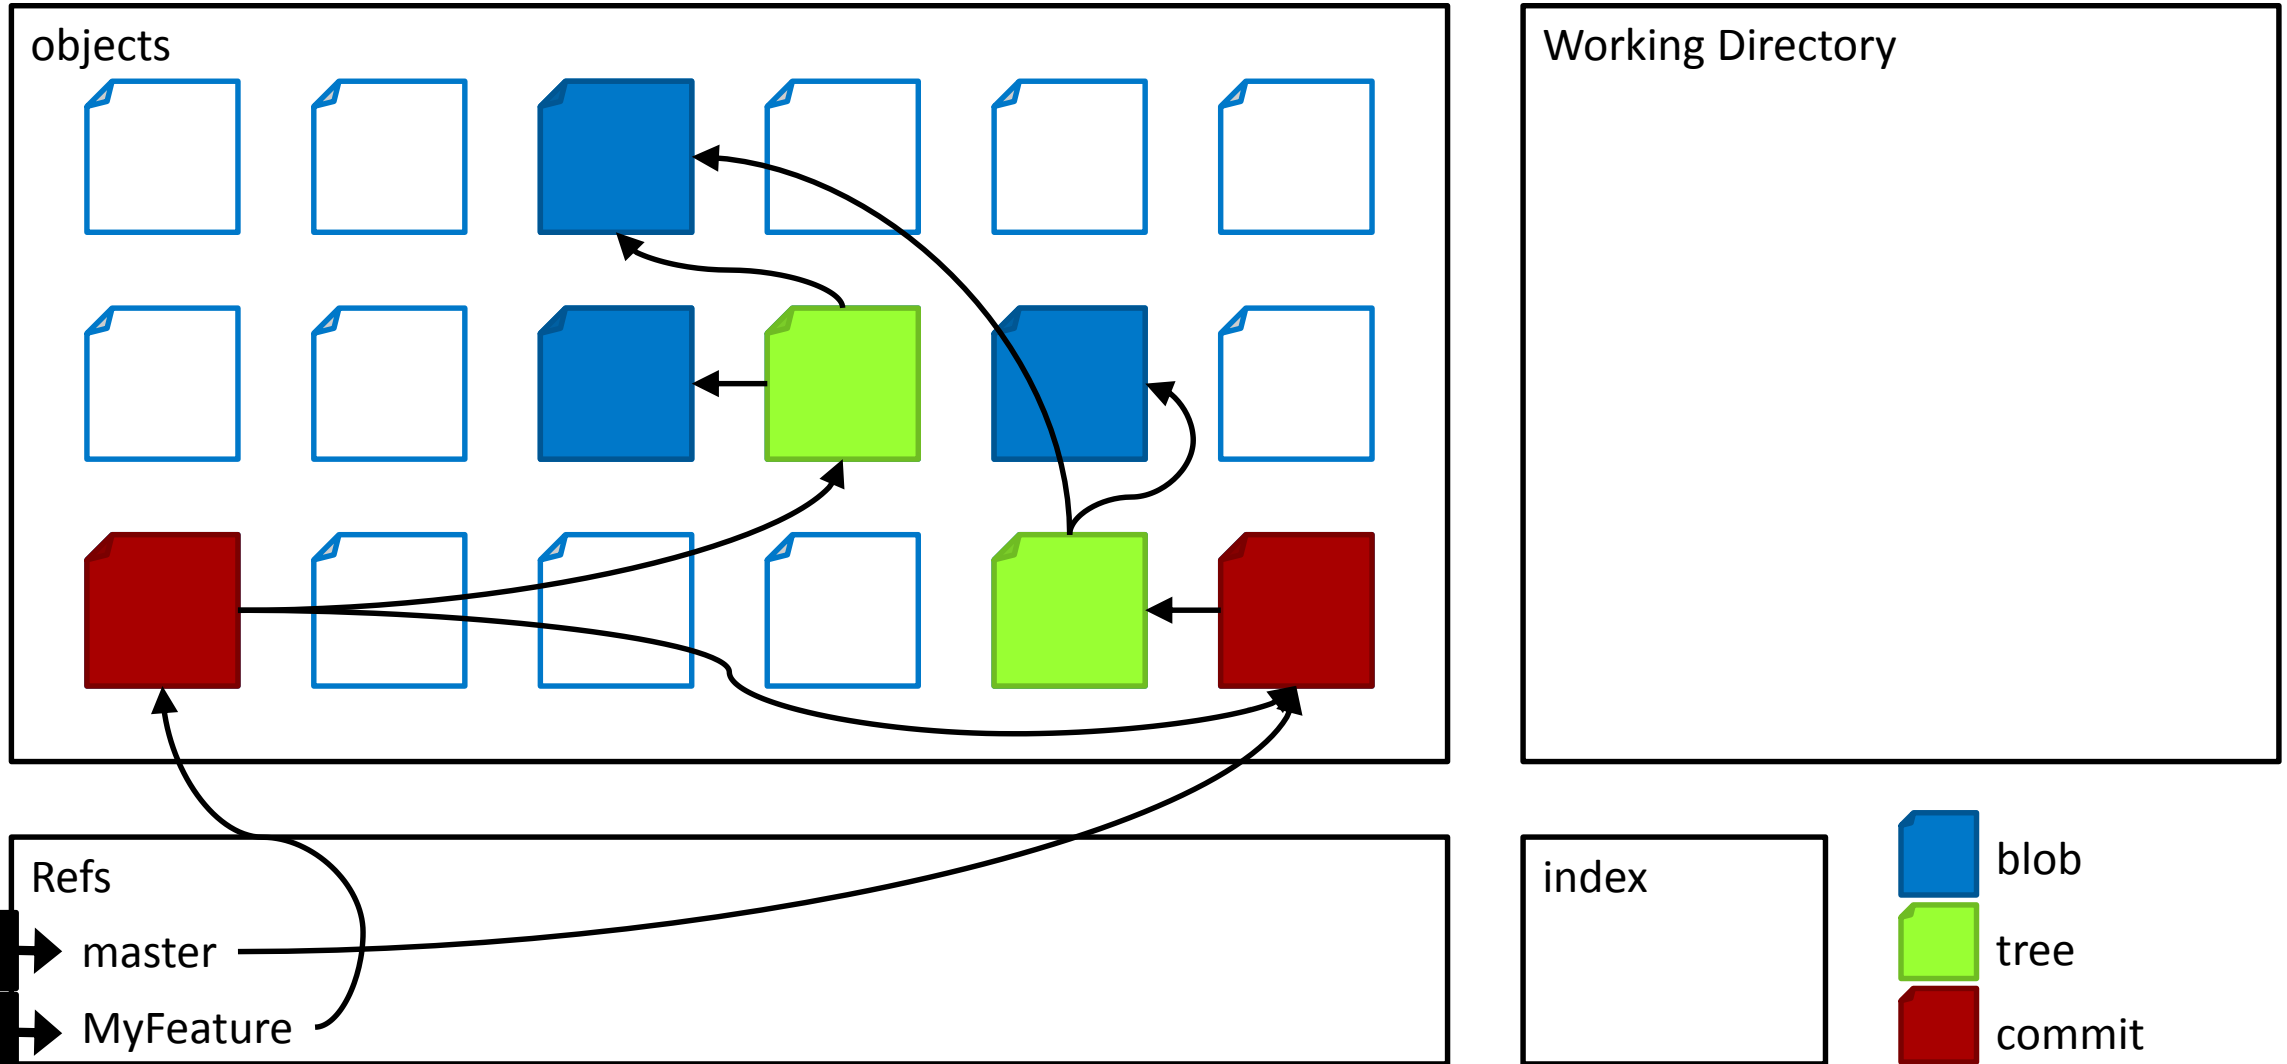 objects
Working Directory
Refs
master
MyFeature
index
blob
tree
commit